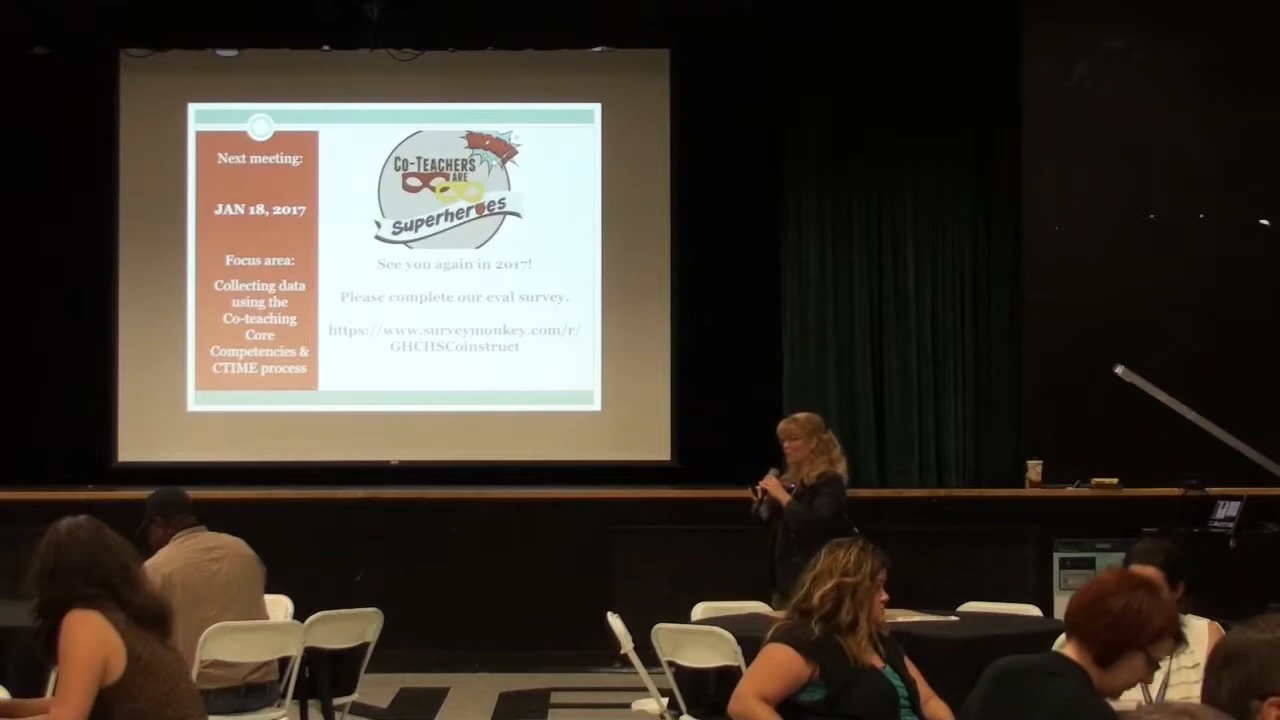 Next meeting:
JAN 18, 2017
Focus area:
Collecting data
using the
Co-teaching
Core
Competencies &
CTIME process
POW!
CO-TEACHERS
ARE
Superheroes
See you again in 2017!
Please complete our eval survey.
https://www.surveymonkey.com/r/
GHCHSCoinstruct